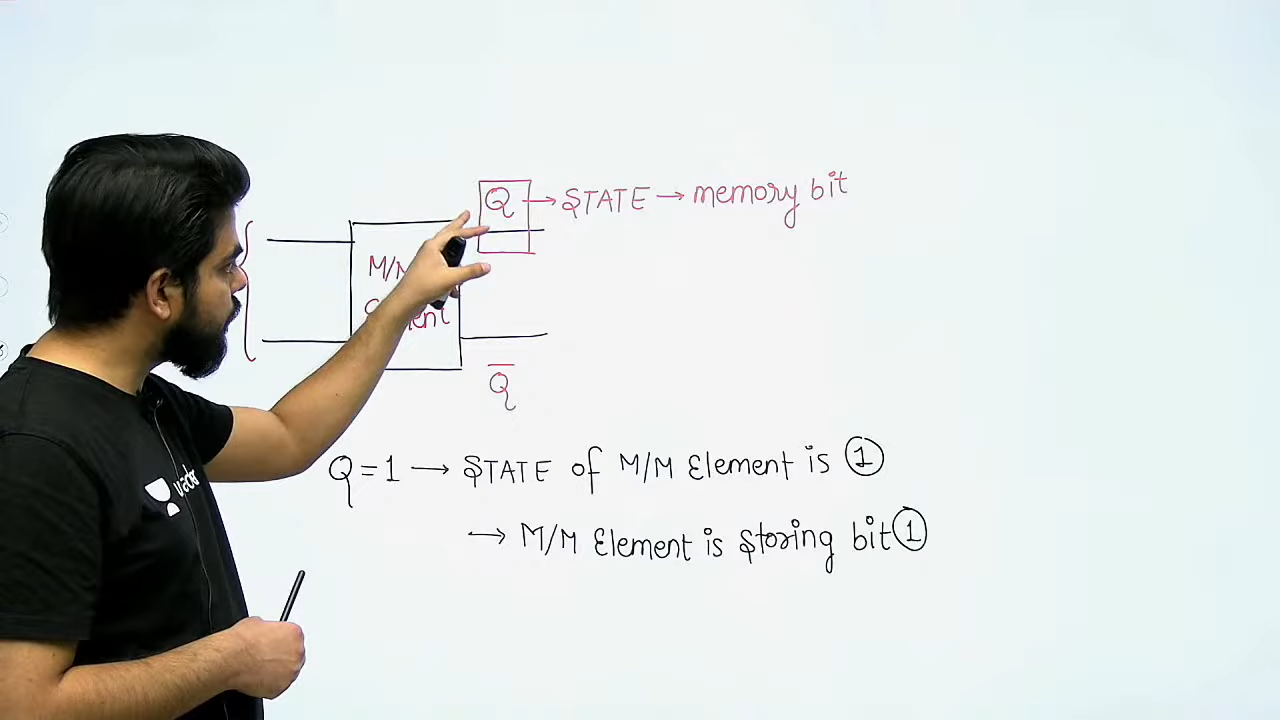 Q → STATE → memory bit
Q̅
Q = 1 → STATE of M/M Element is 1
→ M/M Element is storing bit 1